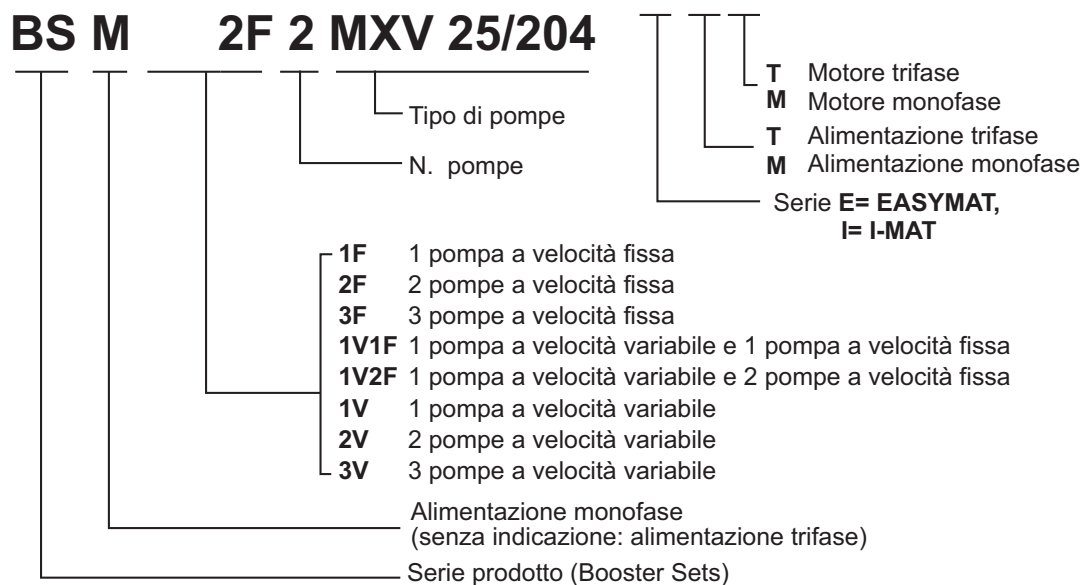 BS M 2F 2 MXV 25/204
T Motore trifase
M Motore monofase
Tipo di pompe
T Alimentazione trifase
M Alimentazione monofase
N. pompe
Serie E= EASYMAT,
I= I-MAT
1F 1 pompa a velocità fissa
2F 2 pompe a velocità fissa
3F 3 pompe a velocità fissa
1V1F 1 pompa a velocità variabile e 1 pompa a velocità fissa
1V2F 1 pompa a velocità variabile e 2 pompe a velocità fissa
1V 1 pompa a velocità variabile
2V 2 pompe a velocità variabile
3V 3 pompe a velocità variabile
Alimentazione monofase
(senza indicazione: alimentazione trifase)
Serie prodotto (Booster Sets)